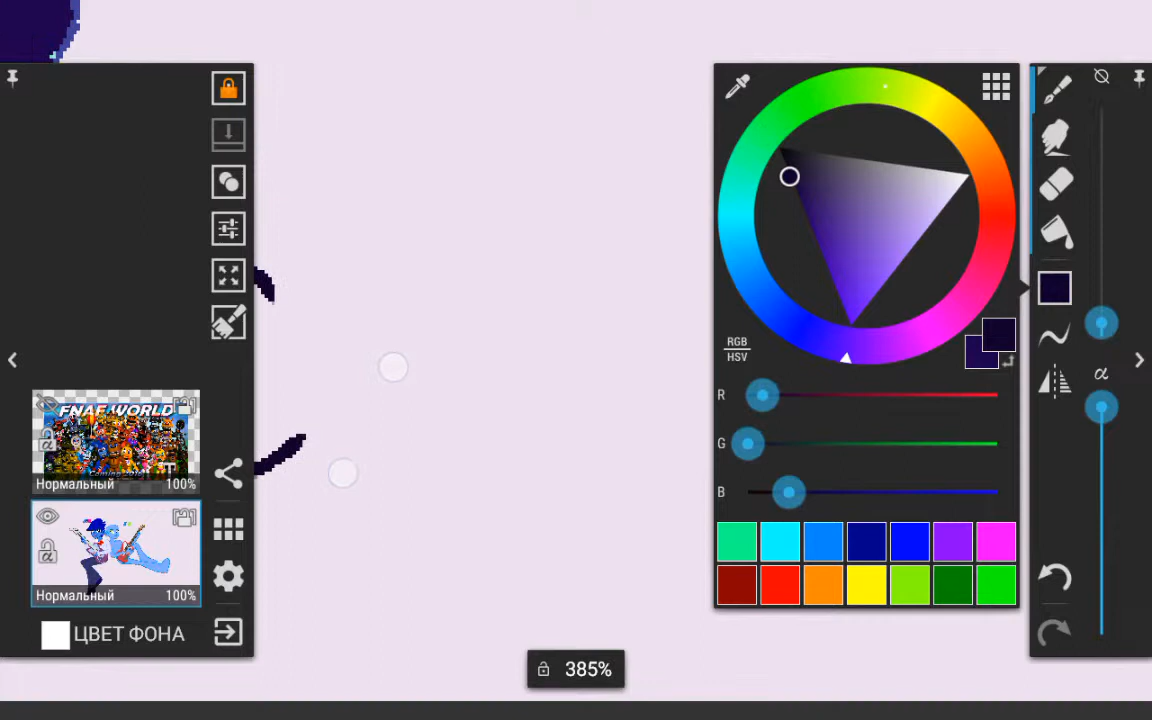 RGB
HSV
R
G
B
α
FNAF WORLD
α
Нормальный 100%
α
Нормальный 100%
ЦВЕТ ФОНА
385%